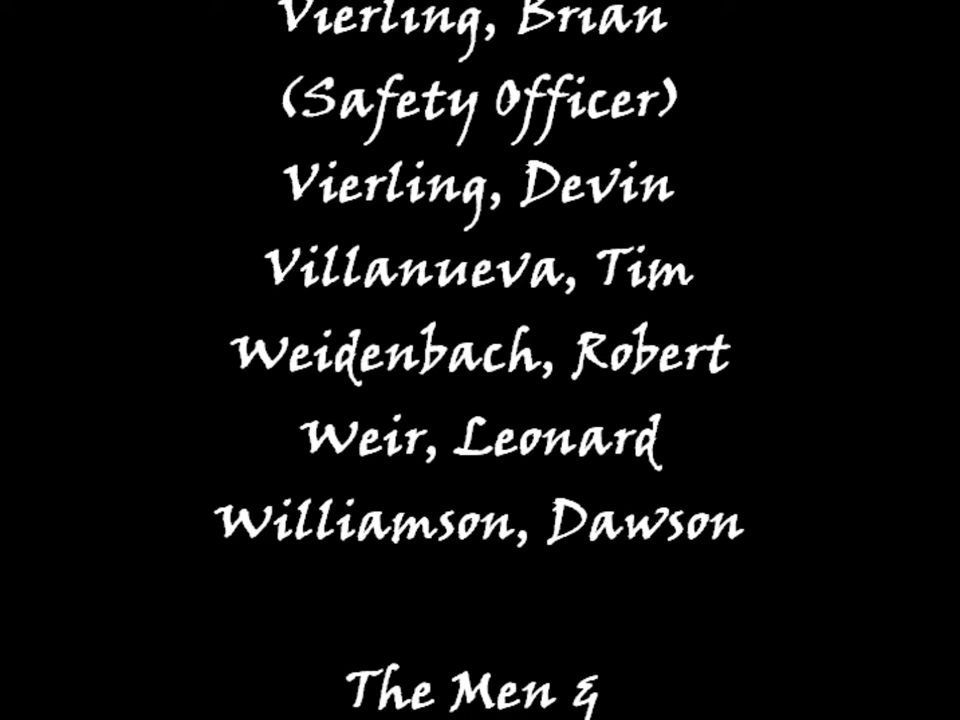 Vierling, Brian
(Safety Officer)
Vierling, Devin
Villanueva, Tim
Weidenbach, Robert
Weir, Leonard
Williamson, Dawson
The Men &